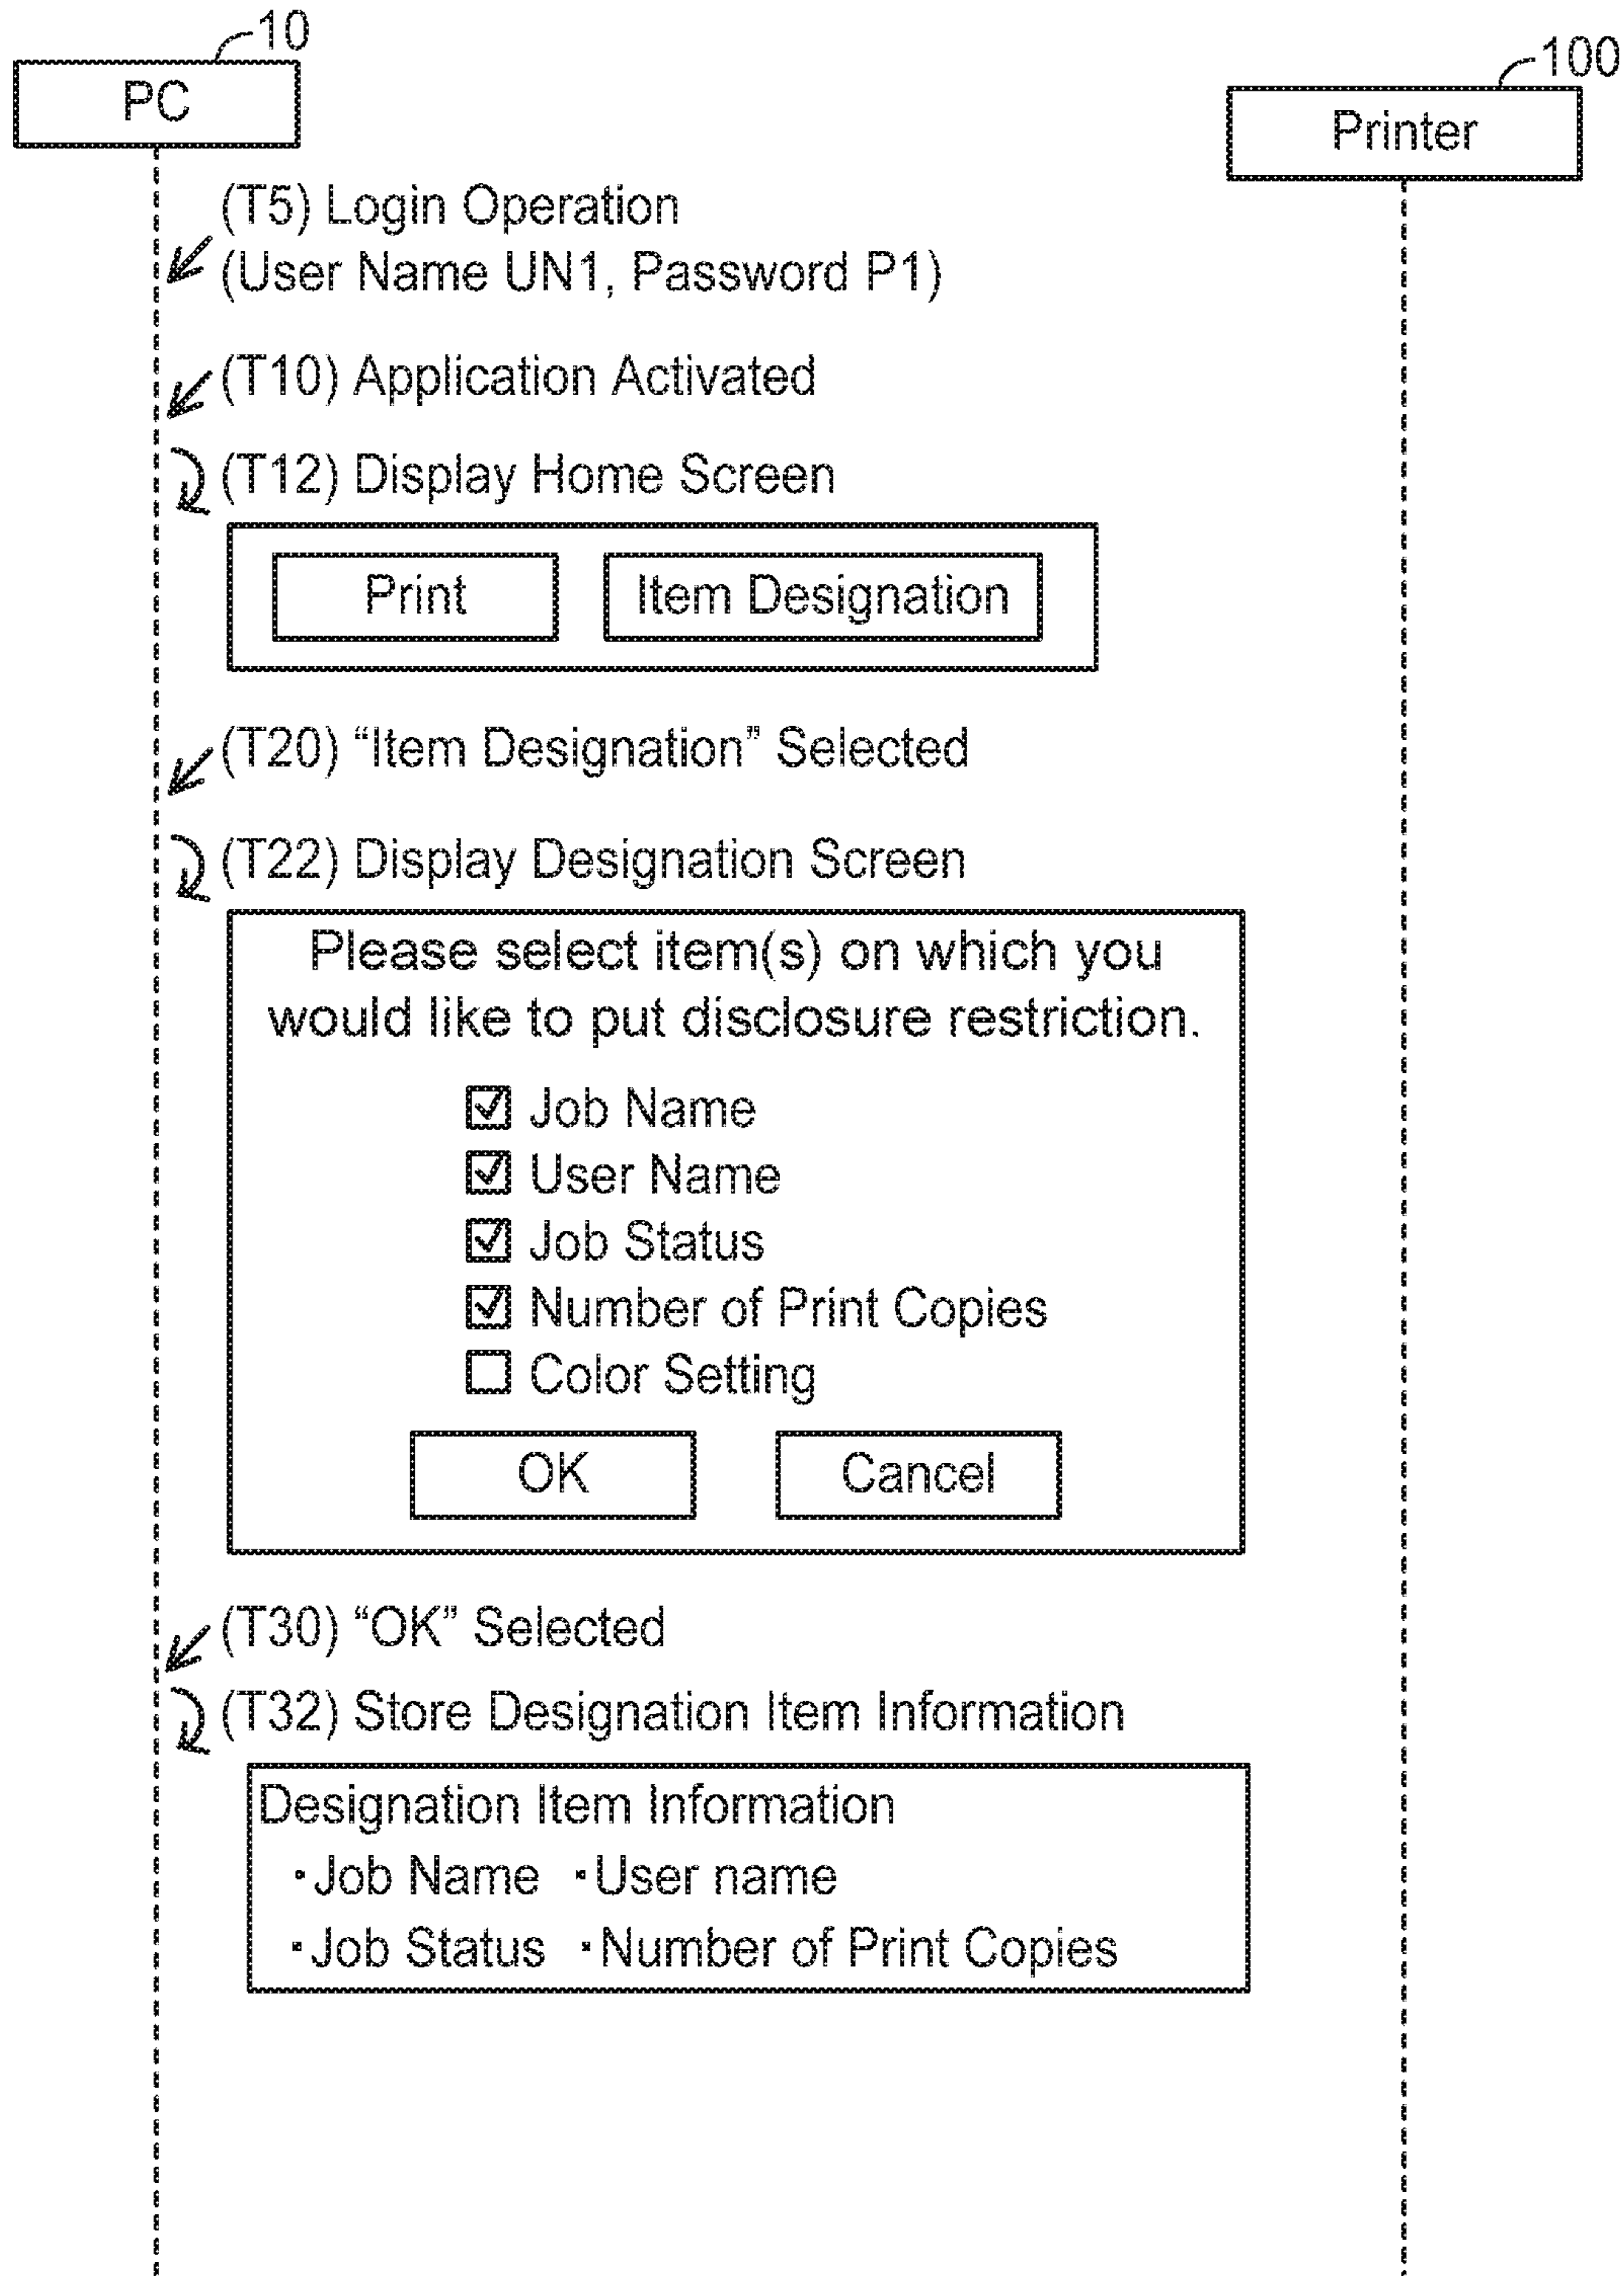 10
PC
100
Printer
(T5) Login Operation
(User Name UN1, Password P1)
(T10) Application Activated
(T12) Display Home Screen
Print
Item Designation
(T20) “Item Designation” Selected
(T22) Display Designation Screen
Please select item(s) on which you
would like to put disclosure restriction.
Job Name
User Name
Job Status
Number of Print Copies
Color Setting
OK
Cancel
(T30) “OK” Selected
(T32) Store Designation Item Information
Designation Item Information
・Job Name ・User name
・Job Status ・Number of Print Copies